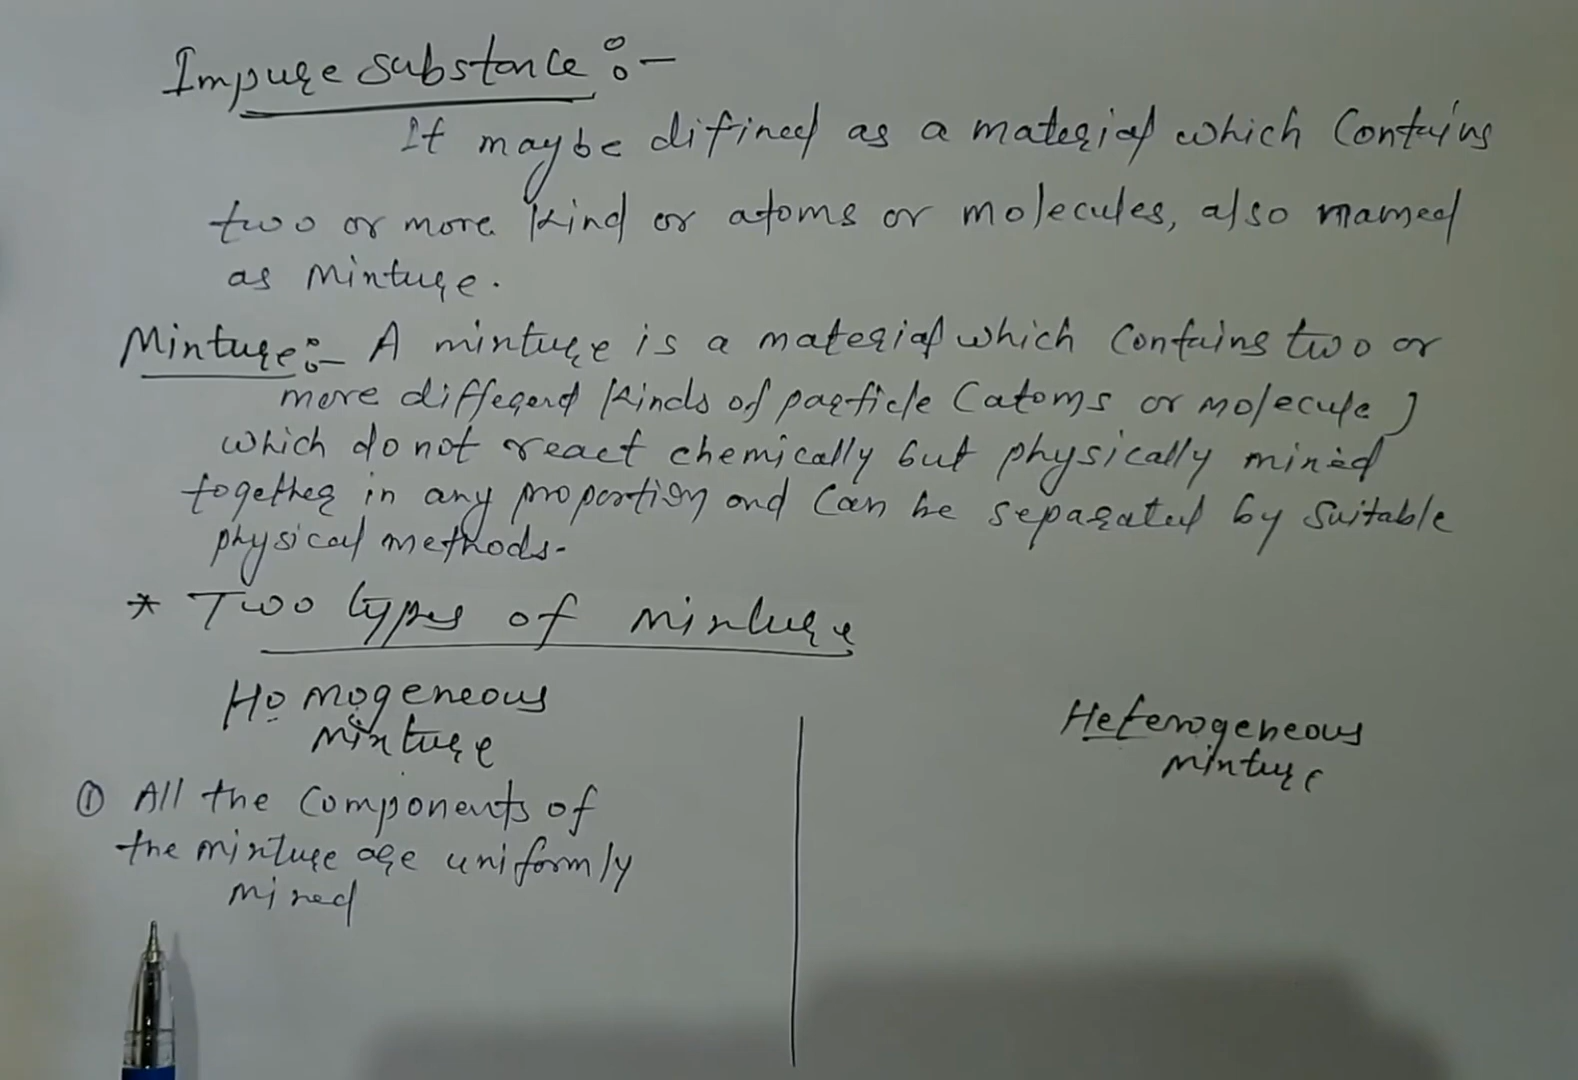 Impure substance :-
It maybe difined as a material which contains
two or more kind or atoms or molecules, also named
as mixture.
Mixture:- A mixture is a material which contains two or
more differend kinds of particle (atoms or molecule)
which do not react chemically but physically mixed
together in any proportion and can be separated by suitable
physical methods-
* Two types of mixture
Homogeneous
mixture
Heterogeneous
mixture
① All the components of
the mixture are uniformly
mixed